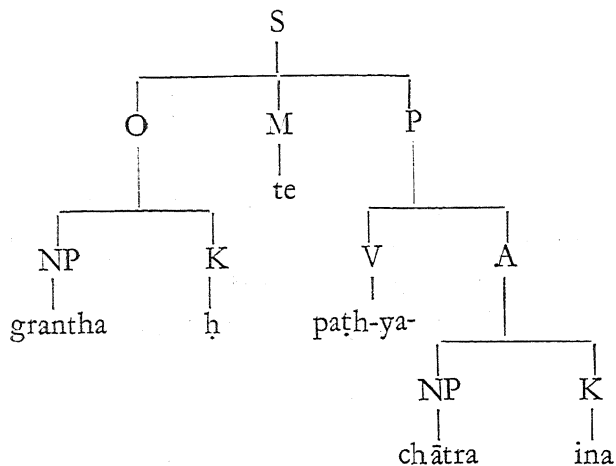 S
O M P
te
NP K V A
grantha ḥ paṭh-ya-
NP K
chātra ina